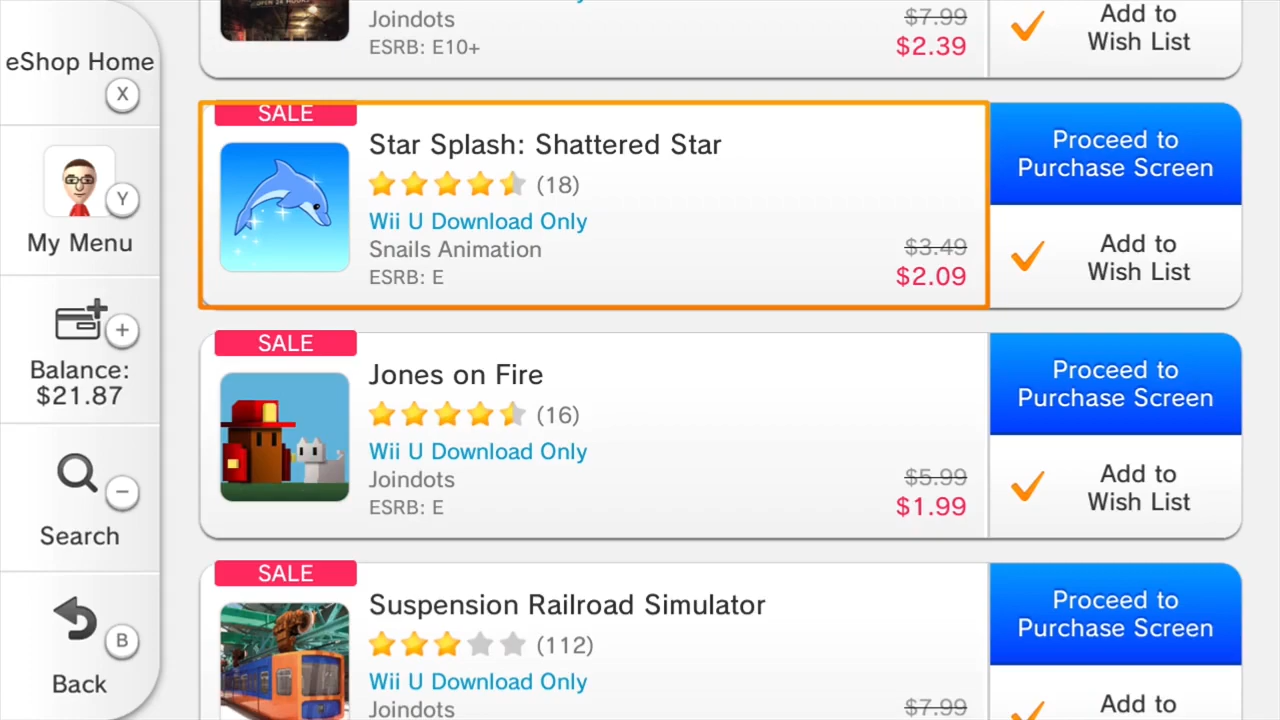 eShop Home
X
Y
My Menu
+
Balance:
$21.87
−
Search
B
Back
Joindots
ESRB: E10+
$7.99
$2.39
Add to
Wish List
SALE
Star Splash: Shattered Star
(18)
Wii U Download Only
Snails Animation
ESRB: E
$3.49
$2.09
Proceed to
Purchase Screen
Add to
Wish List
SALE
Jones on Fire
(16)
Wii U Download Only
Joindots
ESRB: E
$5.99
$1.99
Proceed to
Purchase Screen
Add to
Wish List
SALE
Suspension Railroad Simulator
(112)
Wii U Download Only
Joindots
$7.99
Proceed to
Purchase Screen
Add to